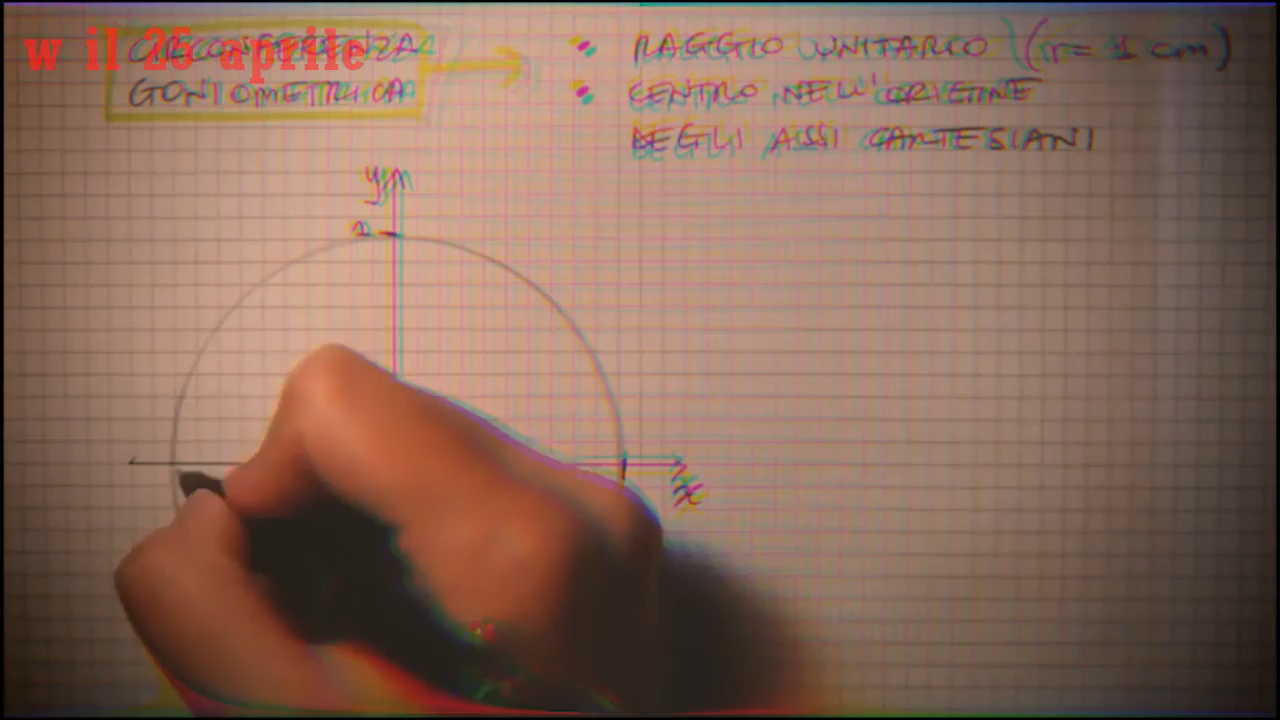 w il 25 aprile
CIRCONFERENZA
GONIOMETRICA
• RAGGIO UNITARIO (r = 1 cm)
• CENTRO NELL'ORIGINE
DEGLI ASSI CARTESIANI
y
1
x